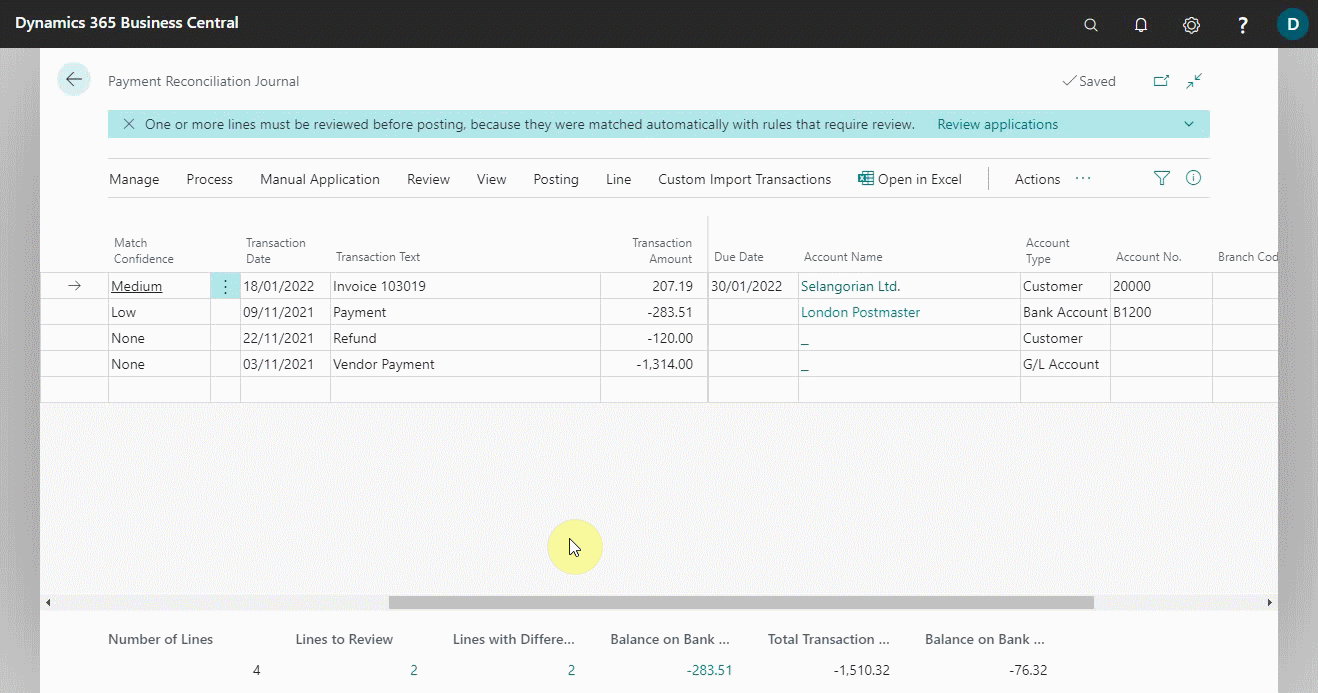 Dynamics 365 Business Central
? D
Payment Reconciliation Journal
Saved
One or more lines must be reviewed before posting, because they were matched automatically with rules that require review. Review applications
Manage Process Manual Application Review View Posting Line Custom Import Transactions Open in Excel Actions ...
Match Confidence Transaction Date Transaction Text Transaction Amount Due Date Account Name Account Type Account No. Branch Cod
Medium 18/01/2022 Invoice 103019 207.19 30/01/2022 Selangorian Ltd. Customer 20000
Low 09/11/2021 Payment -283.51 London Postmaster Bank Account B1200
None 22/11/2021 Refund -120.00 _ Customer
None 03/11/2021 Vendor Payment -1,314.00 _ G/L Account
Number of Lines Lines to Review Lines with Differe... Balance on Bank ... Total Transaction ... Balance on Bank ...
4 2 2 -283.51 -1,510.32 -76.32